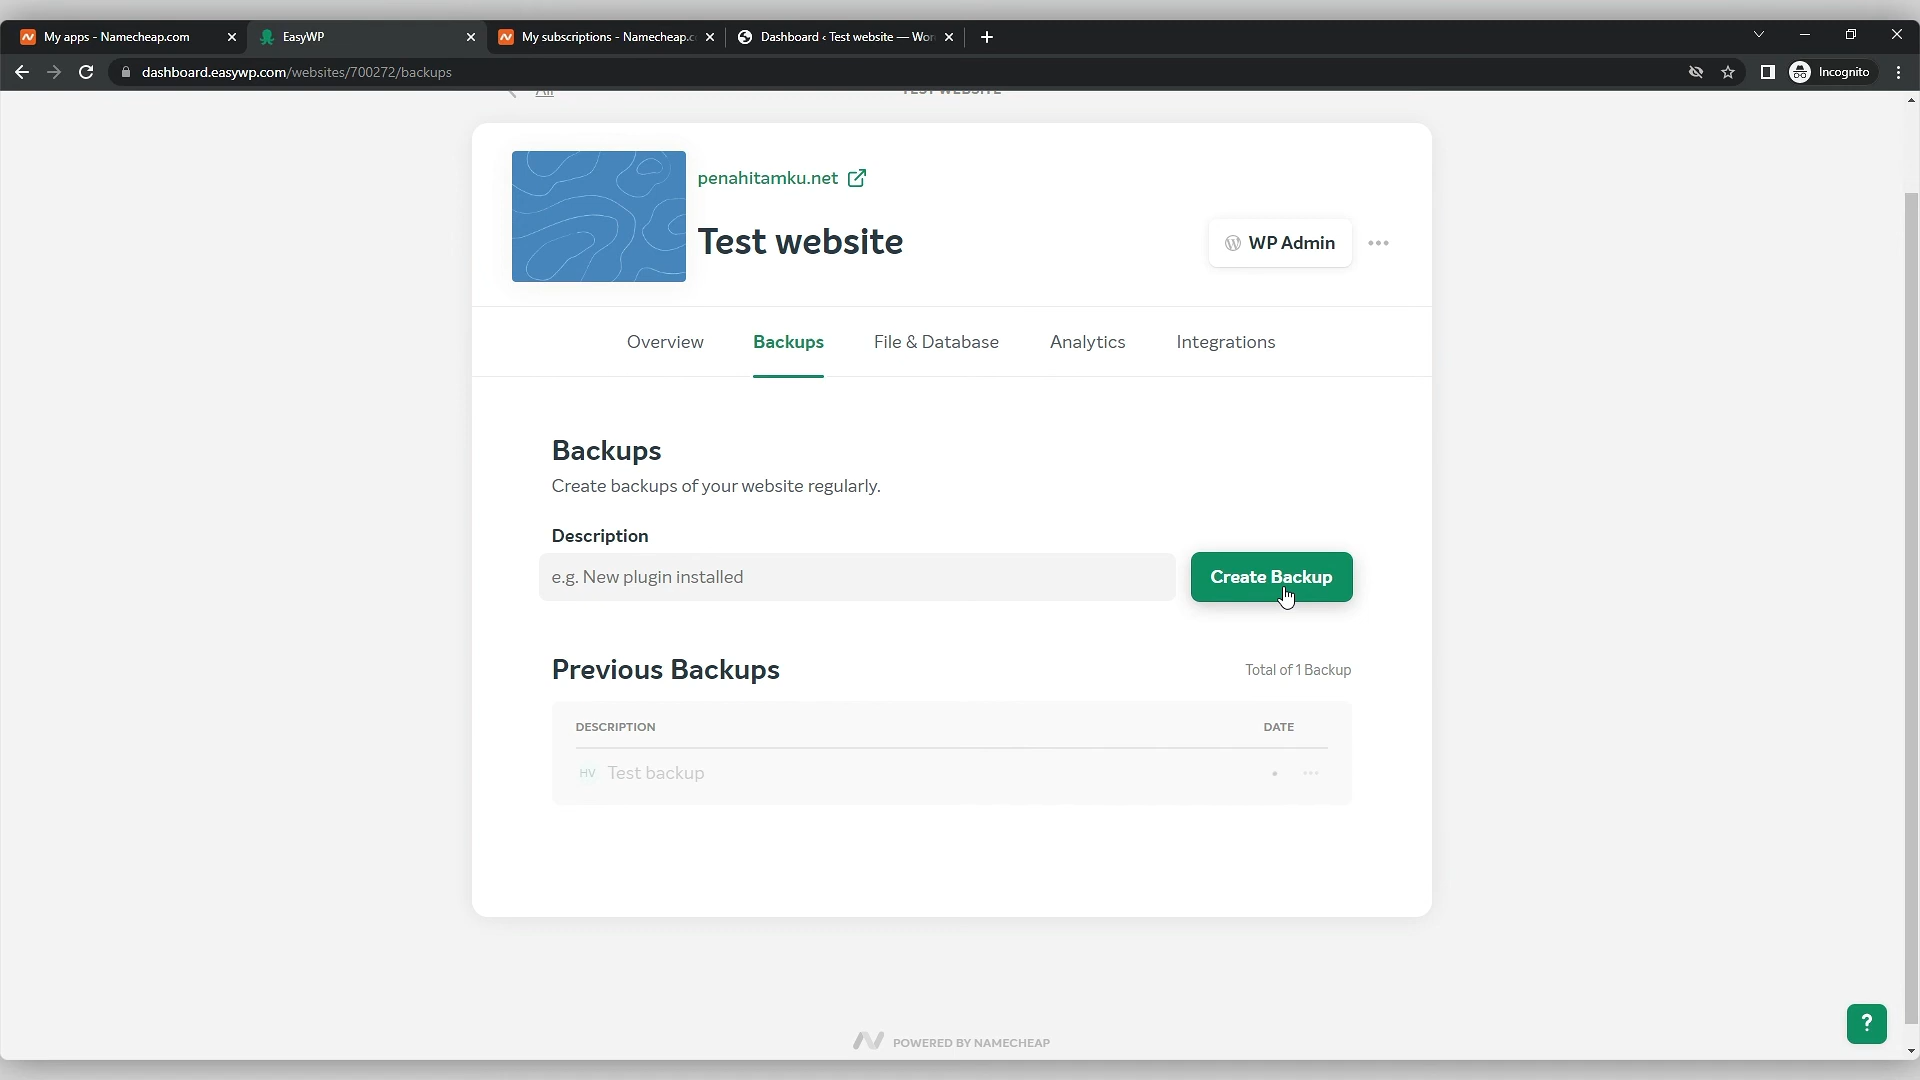 My apps - Namecheap.com
EasyWP
My subscriptions - Namecheap.c
Dashboard ‹ Test website — Wor
dashboard.easywp.com/websites/700272/backups
Incognito
All
TEST WEBSITE
penahitamku.net
Test website
WP Admin
Overview
Backups
File & Database
Analytics
Integrations
Backups
Create backups of your website regularly.
Description
e.g. New plugin installed
Create Backup
Previous Backups
Total of 1 Backup
DESCRIPTION
DATE
HV
Test backup
?
POWERED BY NAMECHEAP